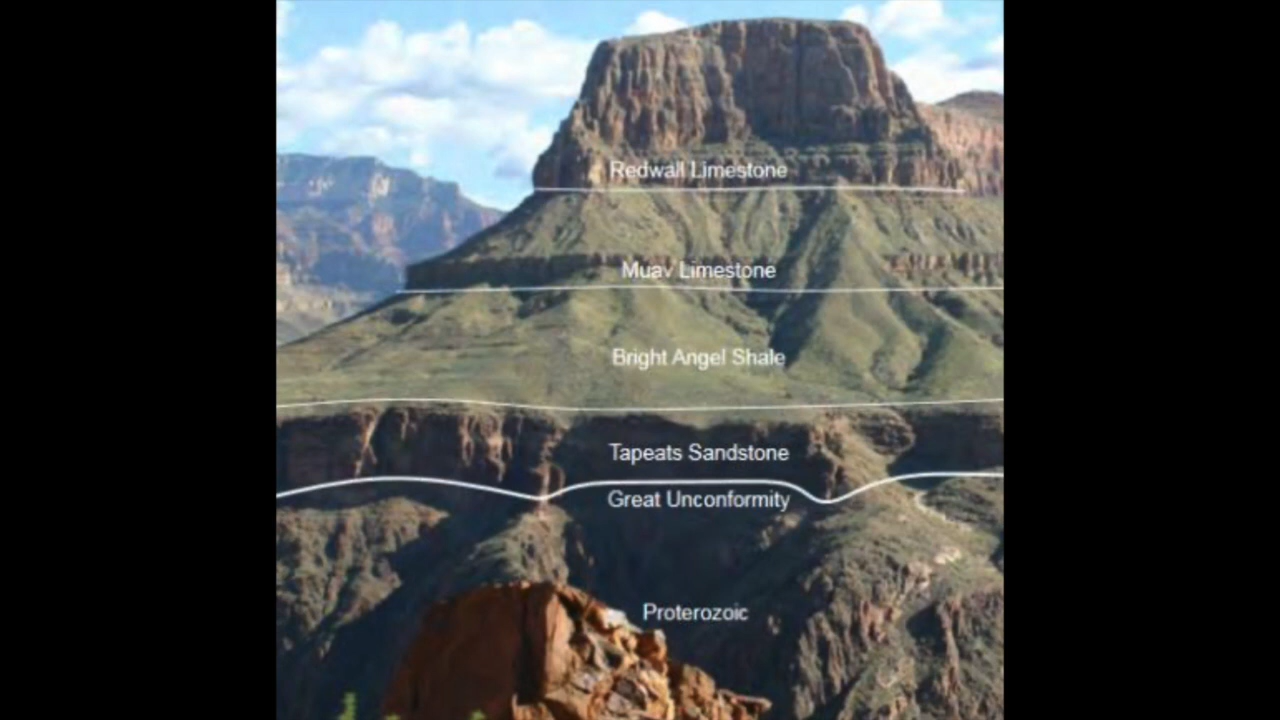 Redwall Limestone
Muav Limestone
Bright Angel Shale
Tapeats Sandstone
Great Unconformity
Proterozoic